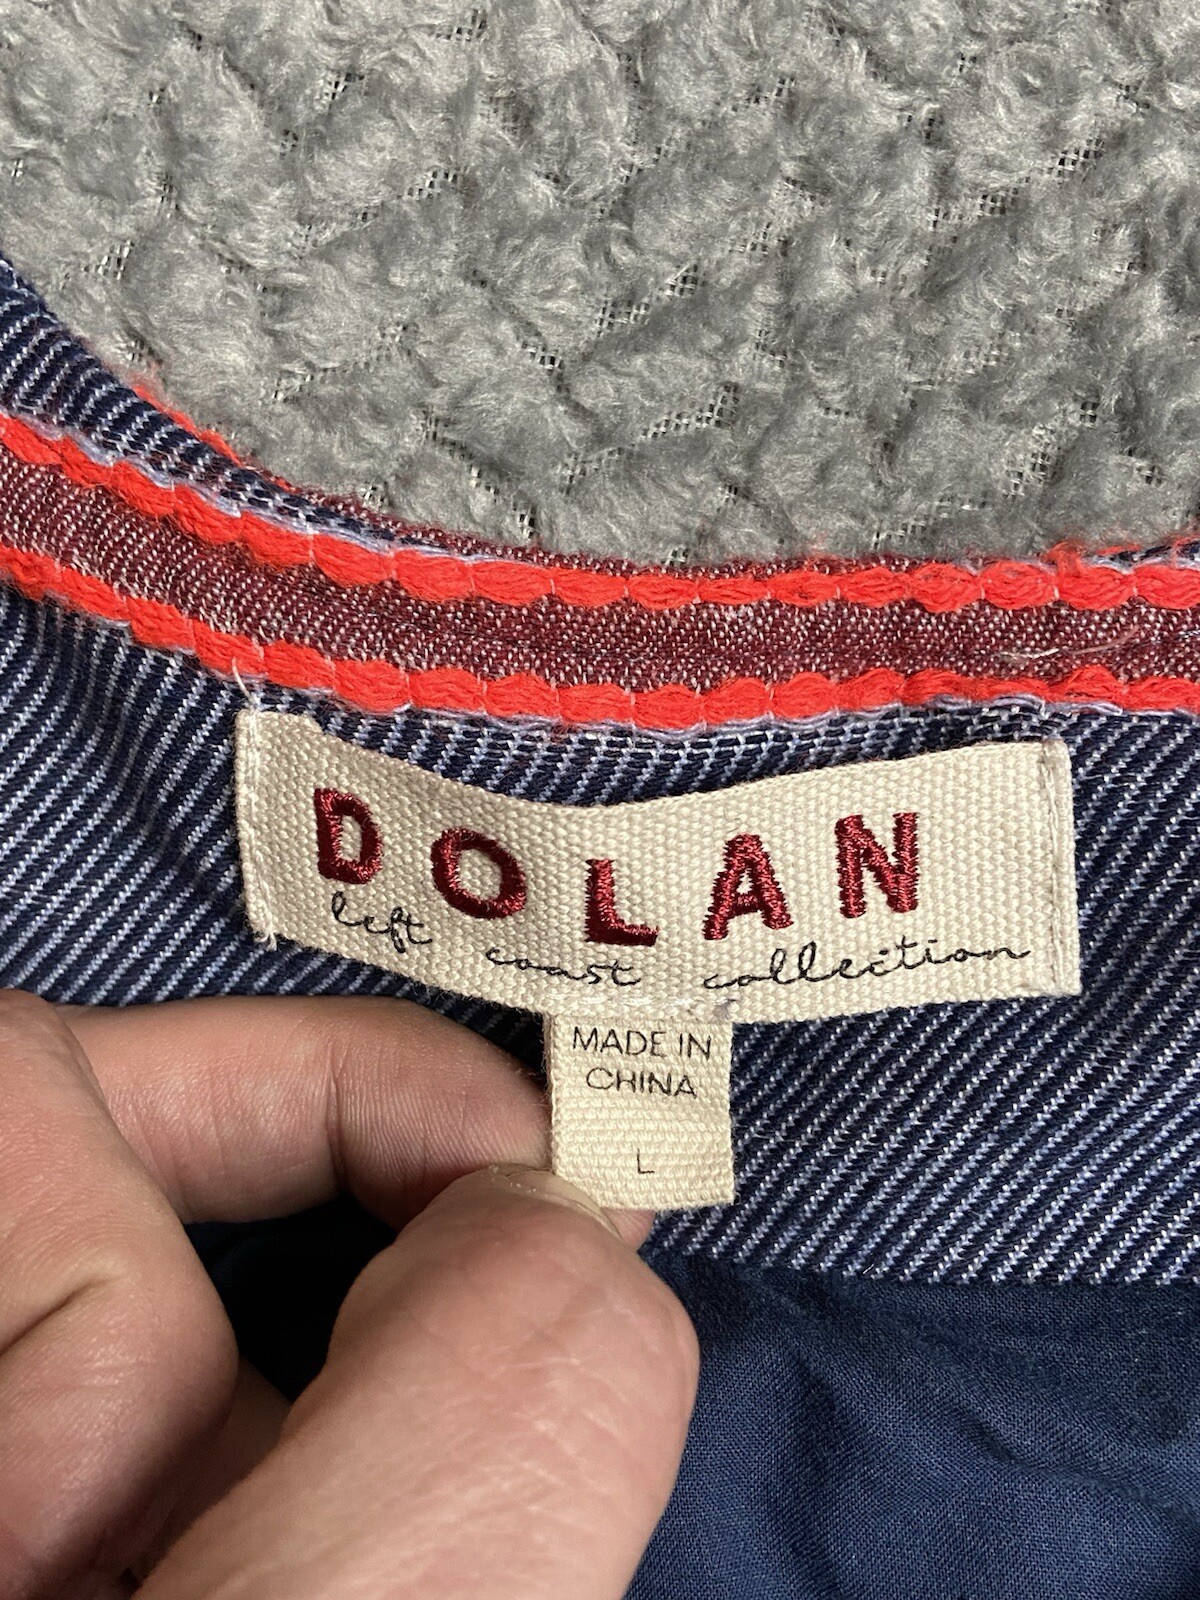 DOLAN
left coast collection
MADE IN
CHINA
L